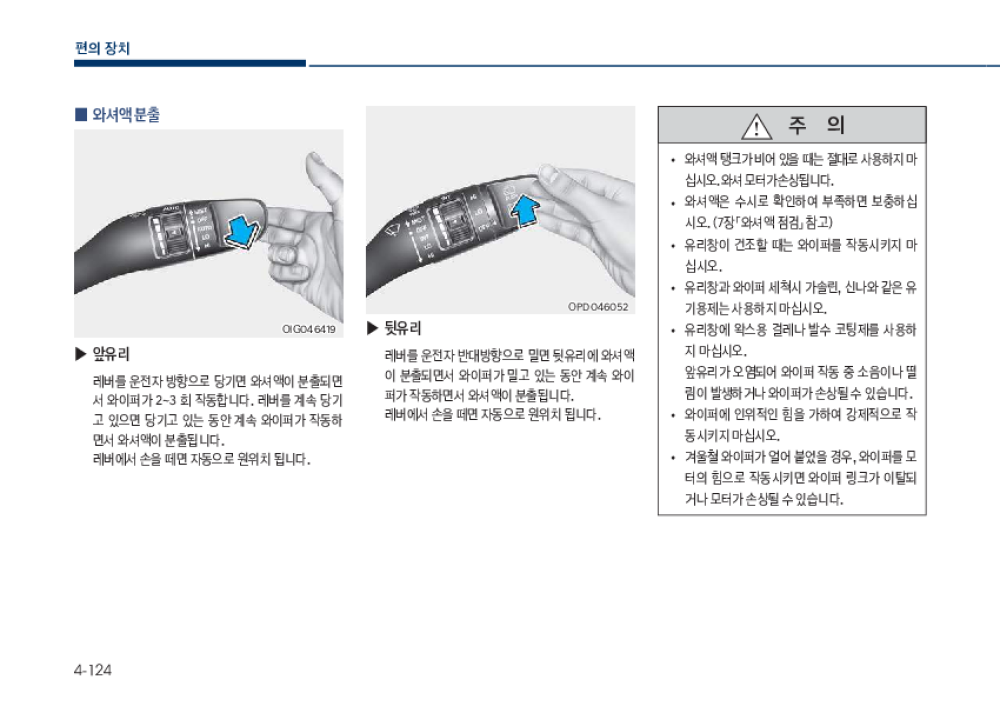 편의 장치
■ 와셔액 분출
OIG046419
▶ 앞유리
레버를 운전자 방향으로 당기면 와셔액이 분출되면
서 와이퍼가 2~3 회 작동합니다. 레버를 계속 당기
고 있으면 당기고 있는 동안 계속 와이퍼가 작동하
면서 와셔액이 분출됩니다.
레버에서 손을 떼면 자동으로 원위치 됩니다.
OPD046052
▶ 뒷유리
레버를 운전자 반대방향으로 밀면 뒷유리에 와셔액
이 분출되면서 와이퍼가 밀고 있는 동안 계속 와이
퍼가 작동하면서 와셔액이 분출됩니다.
레버에서 손을 떼면 자동으로 원위치 됩니다.
주 의
• 와셔액 탱크가 비어 있을 때는 절대로 사용하지 마
십시오. 와셔 모터가 손상됩니다.
• 와셔액은 수시로 확인하여 부족하면 보충하십
시오. (7장 「와셔액 점검」 참고)
• 유리창이 건조할 때는 와이퍼를 작동시키지 마
십시오.
• 유리창과 와이퍼 세척시 가솔린, 신나와 같은 유
기용제는 사용하지 마십시오.
• 유리창에 왁스용 걸레나 발수 코팅제를 사용하
지 마십시오.
앞유리가 오염되어 와이퍼 작동 중 소음이나 떨
림이 발생하거나 와이퍼가 손상될 수 있습니다.
• 와이퍼에 인위적인 힘을 가하여 강제적으로 작
동시키지 마십시오.
• 겨울철 와이퍼가 얼어 붙었을 경우, 와이퍼를 모
터의 힘으로 작동시키면 와이퍼 링크가 이탈되
거나 모터가 손상될 수 있습니다.
4-124